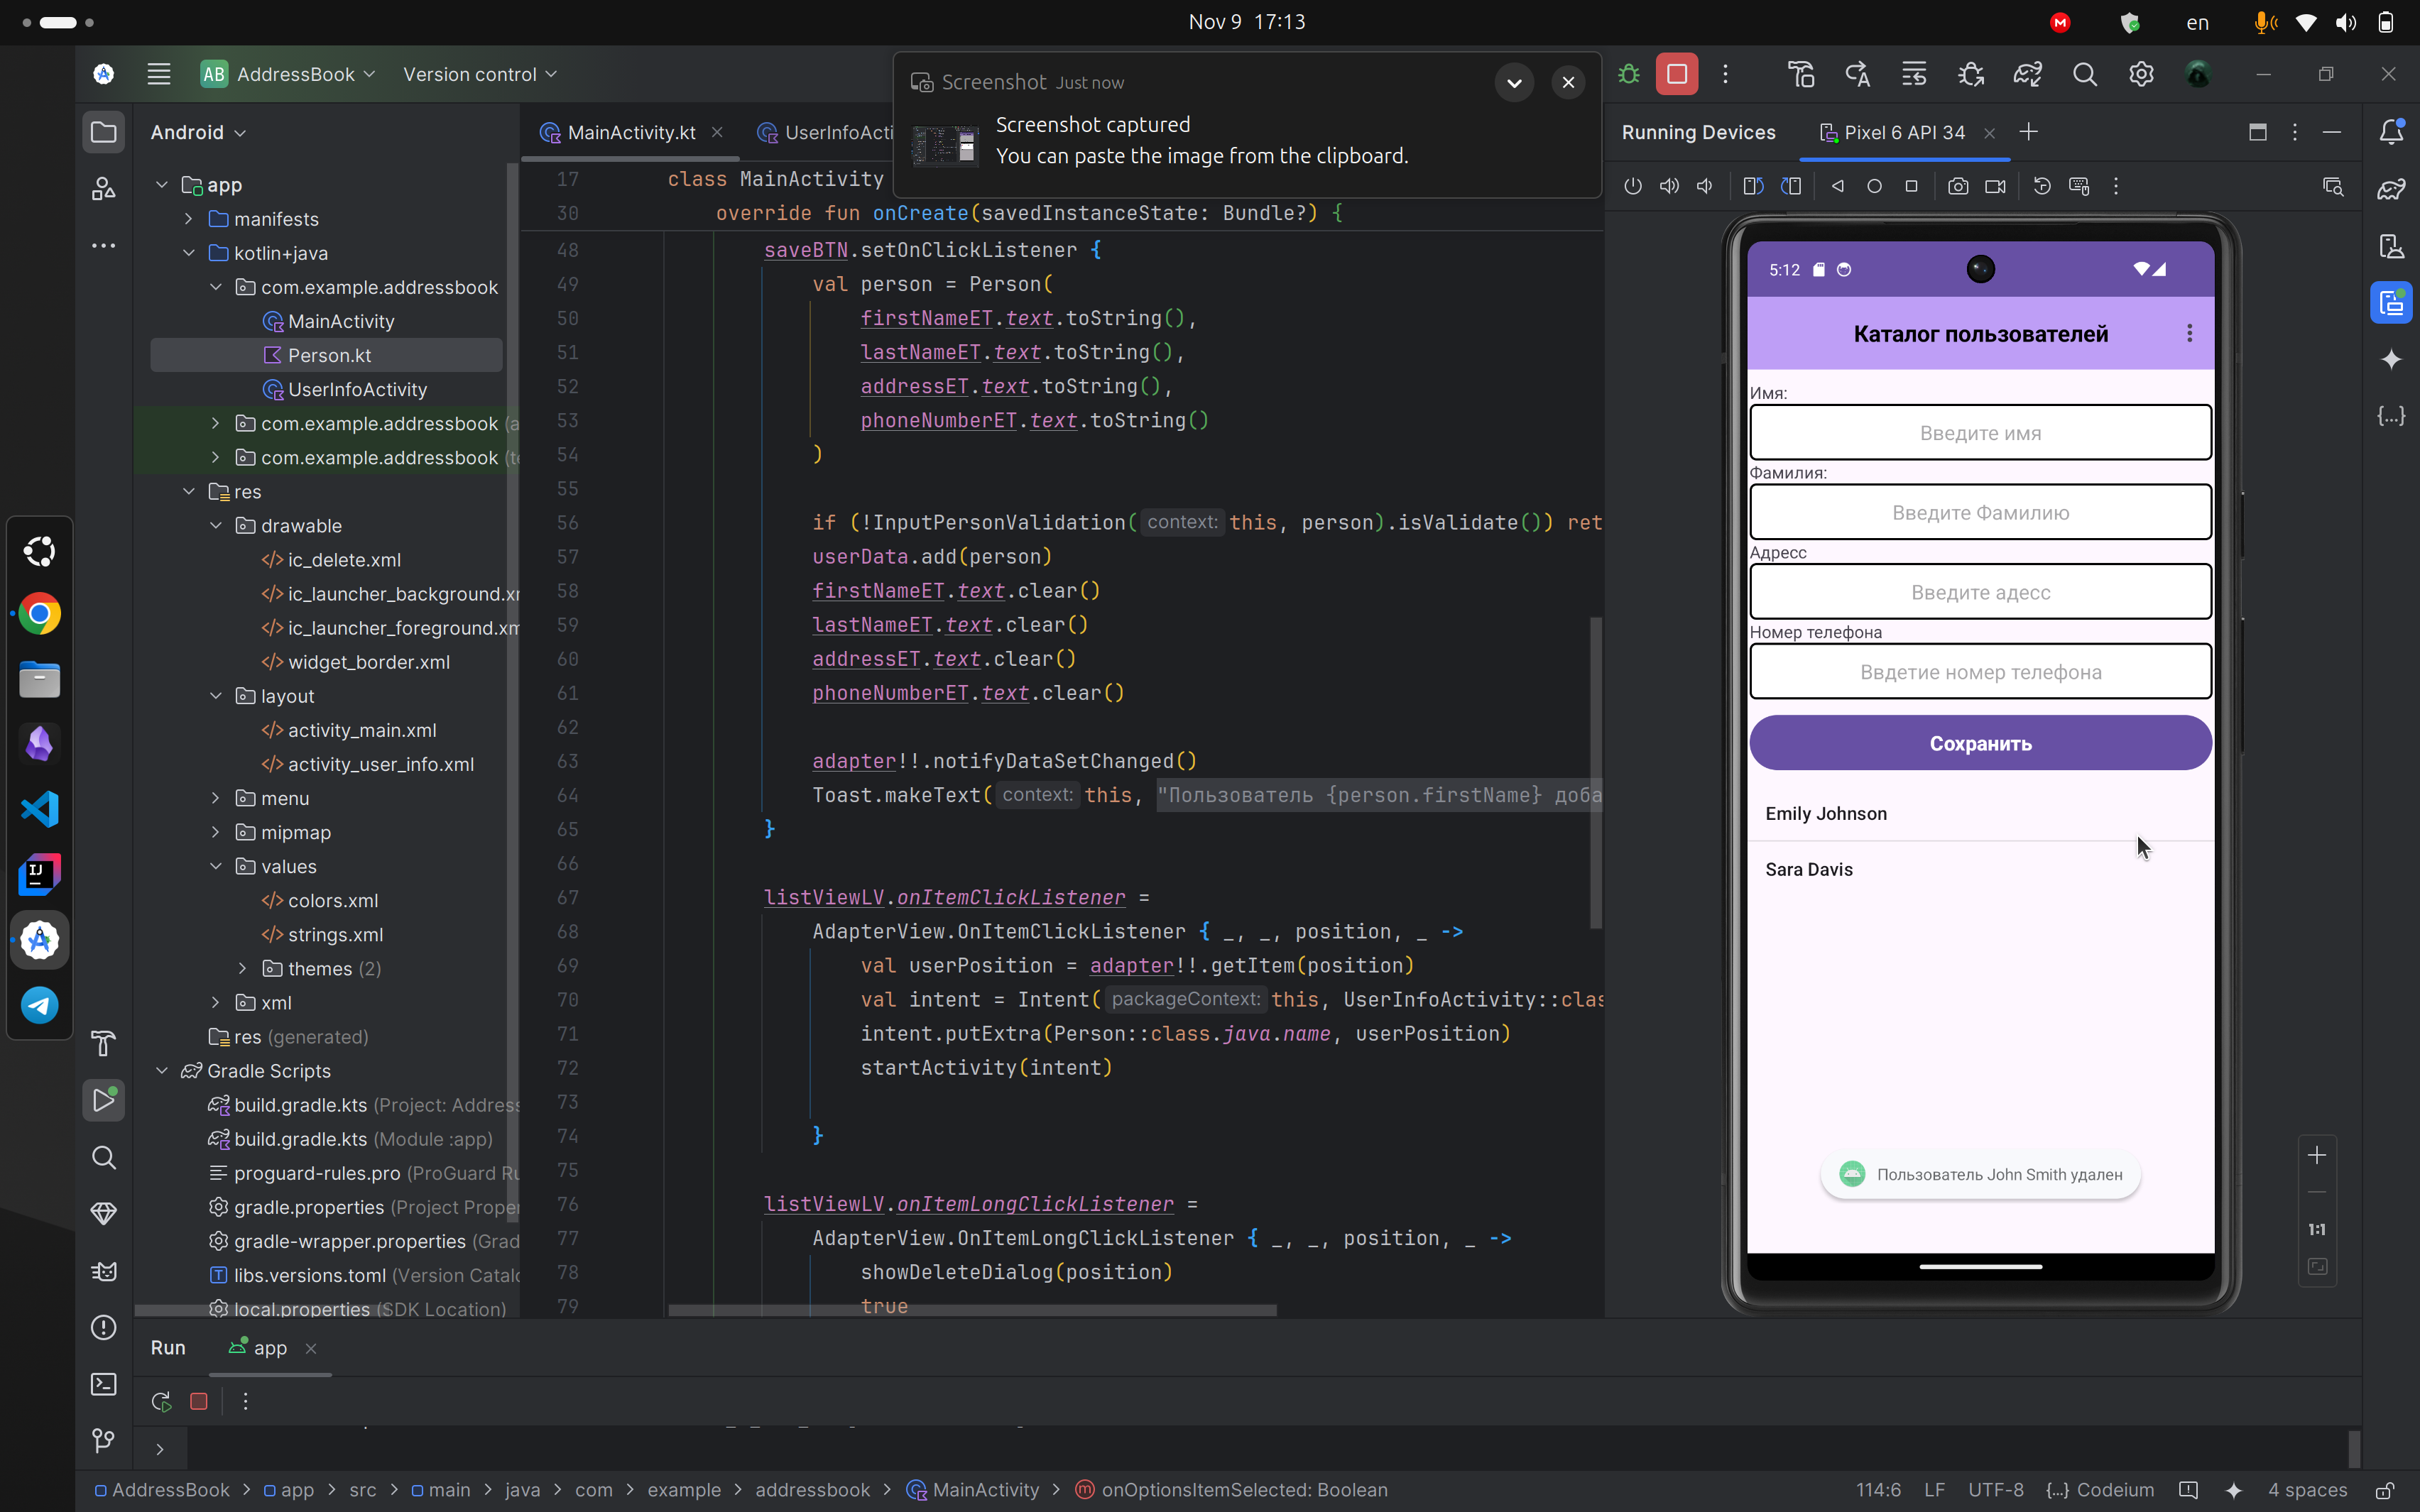 Nov 9 17:13
en
AB AddressBook
Version control
Screenshot Just now
Screenshot captured
You can paste the image from the clipboard.
Android
MainActivity.kt
UserInfoActi
Running Devices
Pixel 6 API 34
app
manifests
kotlin+java
com.example.addressbook
MainActivity
Person.kt
UserInfoActivity
com.example.addressbook (a
com.example.addressbook (te
res
drawable
ic_delete.xml
ic_launcher_background.xm
ic_launcher_foreground.xm
widget_border.xml
layout
activity_main.xml
activity_user_info.xml
menu
mipmap
values
colors.xml
strings.xml
themes (2)
xml
res (generated)
Gradle Scripts
build.gradle.kts (Project: Address
build.gradle.kts (Module :app)
proguard-rules.pro (ProGuard Ru
gradle.properties (Project Proper
gradle-wrapper.properties (Grad
libs.versions.toml (Version Catalo
local.properties (SDK Location)
17 class MainActivity
30 override fun onCreate(savedInstanceState: Bundle?) {
48 saveBTN.setOnClickListener {
49 val person = Person(
50 firstNameET.text.toString(),
51 lastNameET.text.toString(),
52 addressET.text.toString(),
53 phoneNumberET.text.toString()
54 )
55
56 if (!InputPersonValidation( context: this, person).isValidate()) ret
57 userData.add(person)
58 firstNameET.text.clear()
59 lastNameET.text.clear()
60 addressET.text.clear()
61 phoneNumberET.text.clear()
62
63 adapter!!.notifyDataSetChanged()
64 Toast.makeText( context: this, "Пользователь {person.firstName} доба
65 }
66
67 listViewLV.onItemClickListener =
68 AdapterView.OnItemClickListener { _, _, position, _ ->
69 val userPosition = adapter!!.getItem(position)
70 val intent = Intent( packageContext: this, UserInfoActivity::clas
71 intent.putExtra(Person::class.java.name, userPosition)
72 startActivity(intent)
73
74 }
75
76 listViewLV.onItemLongClickListener =
77 AdapterView.OnItemLongClickListener { _, _, position, _ ->
78 showDeleteDialog(position)
79 true
5:12
Каталог пользователей
Имя:
Введите имя
Фамилия:
Введите Фамилию
Адресс
Введите адесс
Номер телефона
Ввдетие номер телефона
Сохранить
Emily Johnson
Sara Davis
Пользователь John Smith удален
1:1
Run
app
AddressBook > app > src > main > java > com > example > addressbook > MainActivity > onOptionsItemSelected: Boolean
114:6 LF UTF-8 {...} Codeium 4 spaces